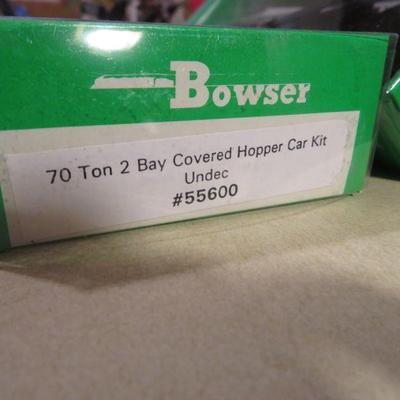 Bowser
70 Ton 2 Bay Covered Hopper Car Kit
Undec
#55600